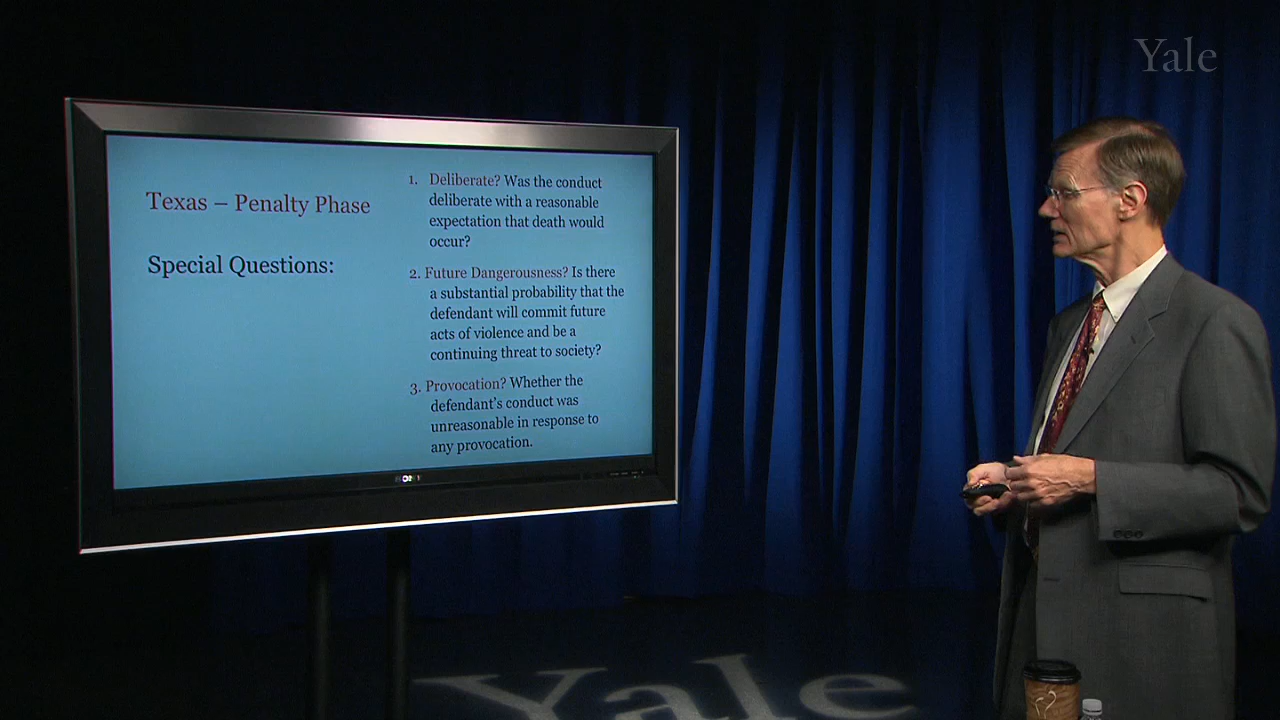 Yale
Texas – Penalty Phase
Special Questions:
1. Deliberate? Was the conduct
deliberate with a reasonable
expectation that death would
occur?
2. Future Dangerousness? Is there
a substantial probability that the
defendant will commit future
acts of violence and be a
continuing threat to society?
3. Provocation? Whether the
defendant's conduct was
unreasonable in response to
any provocation.
SONY
Yale